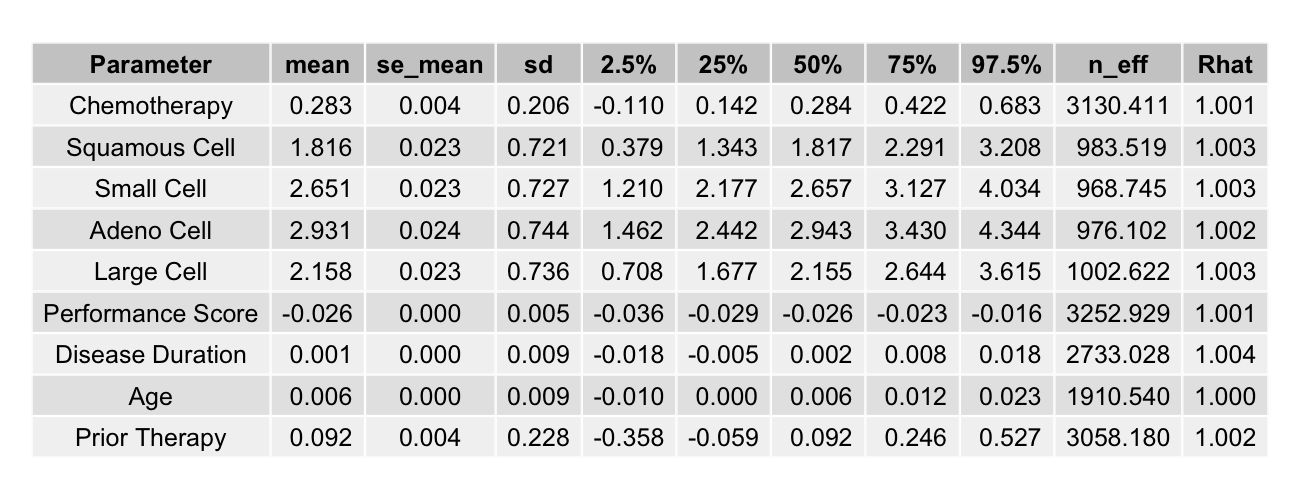 Parameter mean se_mean sd 2.5% 25% 50% 75% 97.5% n_eff Rhat
Chemotherapy 0.283 0.004 0.206 -0.110 0.142 0.284 0.422 0.683 3130.411 1.001
Squamous Cell 1.816 0.023 0.721 0.379 1.343 1.817 2.291 3.208 983.519 1.003
Small Cell 2.651 0.023 0.727 1.210 2.177 2.657 3.127 4.034 968.745 1.003
Adeno Cell 2.931 0.024 0.744 1.462 2.442 2.943 3.430 4.344 976.102 1.002
Large Cell 2.158 0.023 0.736 0.708 1.677 2.155 2.644 3.615 1002.622 1.003
Performance Score -0.026 0.000 0.005 -0.036 -0.029 -0.026 -0.023 -0.016 3252.929 1.001
Disease Duration 0.001 0.000 0.009 -0.018 -0.005 0.002 0.008 0.018 2733.028 1.004
Age 0.006 0.000 0.009 -0.010 0.000 0.006 0.012 0.023 1910.540 1.000
Prior Therapy 0.092 0.004 0.228 -0.358 -0.059 0.092 0.246 0.527 3058.180 1.002